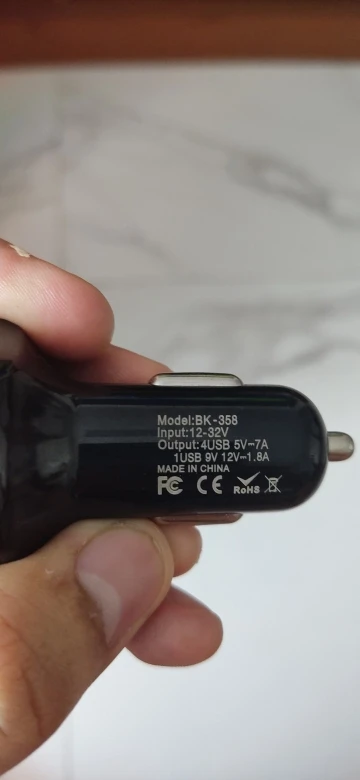 Model:BK-358
Input:12-32V
Output:4USB 5V⎓7A
1USB 9V 12V⎓1.8A
MADE IN CHINA
FC CE RoHS